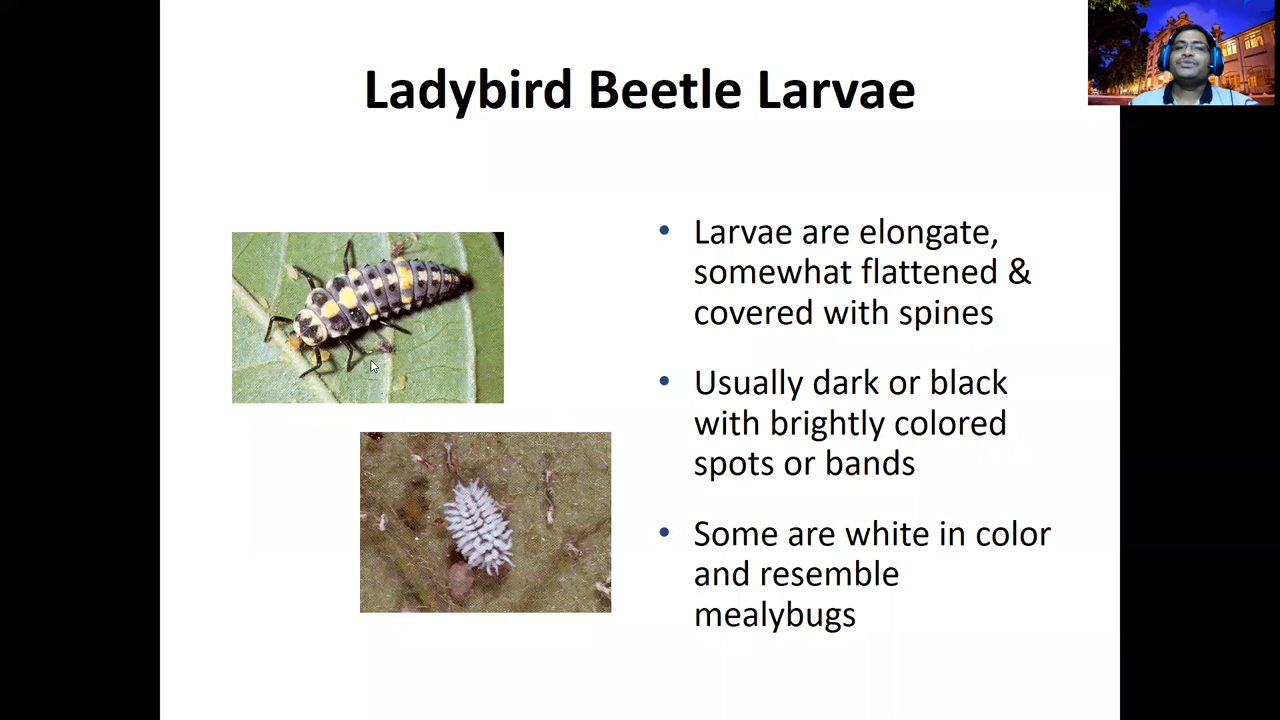 Ladybird Beetle Larvae
• Larvae are elongate,
somewhat flattened &
covered with spines
• Usually dark or black
with brightly colored
spots or bands
• Some are white in color
and resemble
mealybugs